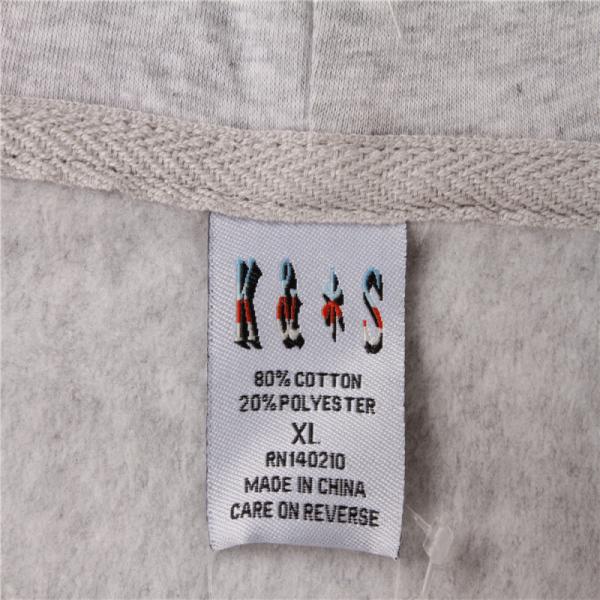 80% COTTON
20% POLYESTER
XL
RN140210
MADE IN CHINA
CARE ON REVERSE